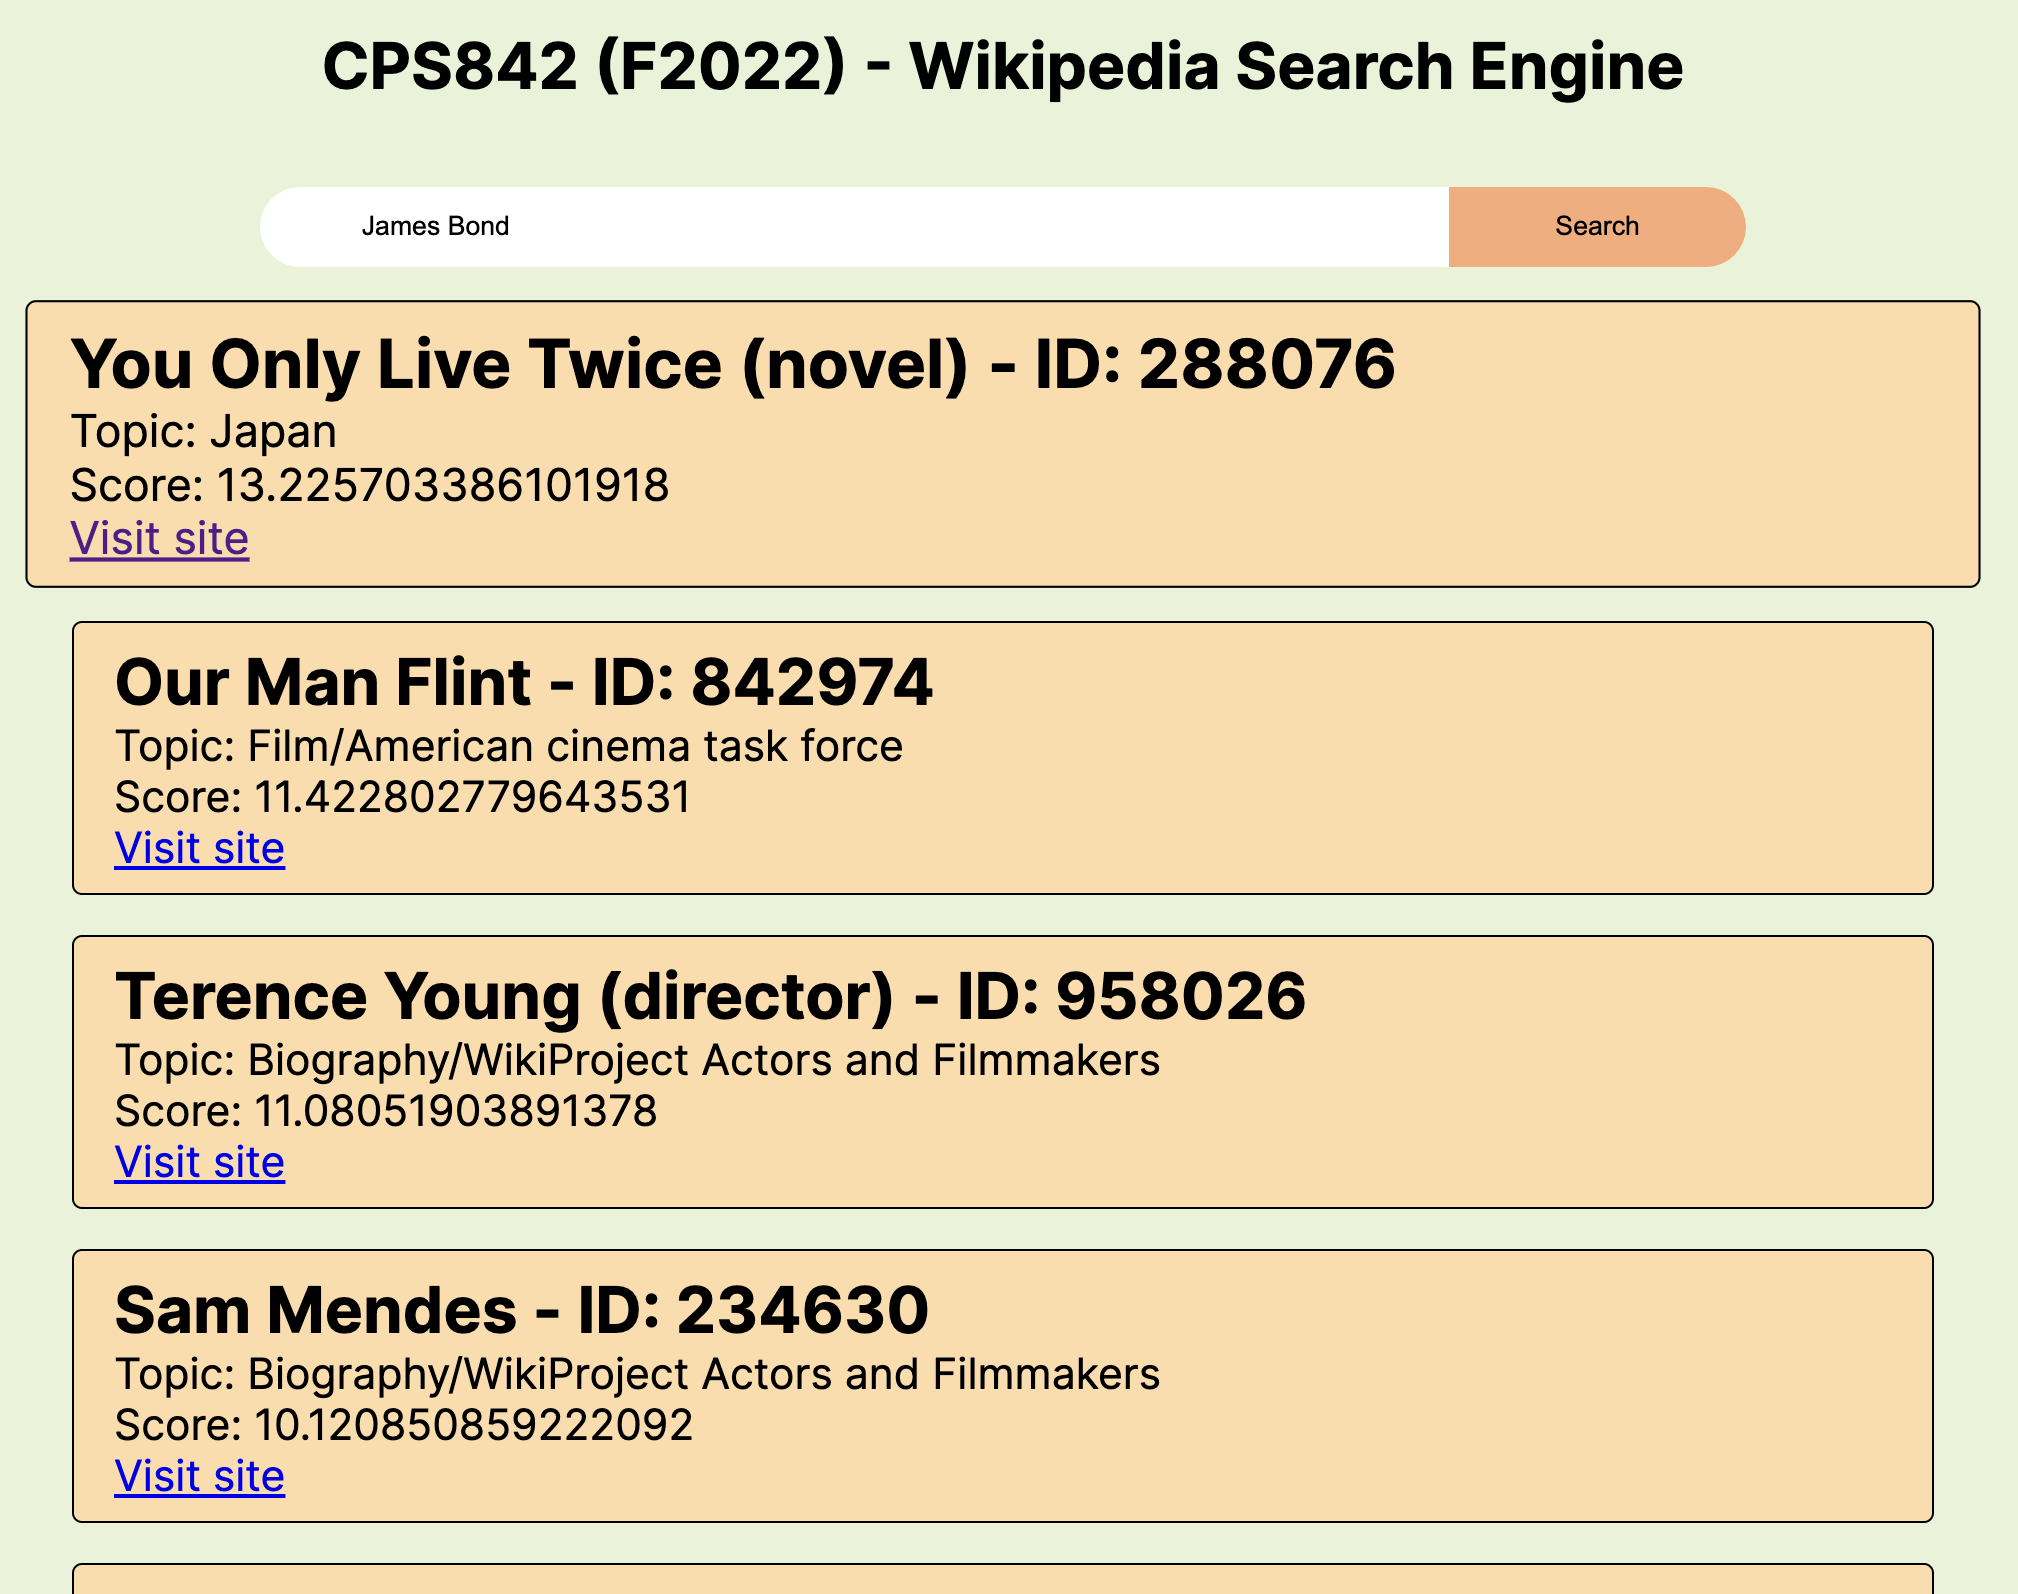 CPS842 (F2022) - Wikipedia Search Engine
James Bond
Search
You Only Live Twice (novel) - ID: 288076
Topic: Japan
Score: 13.225703386101918
Visit site
Our Man Flint - ID: 842974
Topic: Film/American cinema task force
Score: 11.422802779643531
Visit site
Terence Young (director) - ID: 958026
Topic: Biography/WikiProject Actors and Filmmakers
Score: 11.08051903891378
Visit site
Sam Mendes - ID: 234630
Topic: Biography/WikiProject Actors and Filmmakers
Score: 10.120850859222092
Visit site